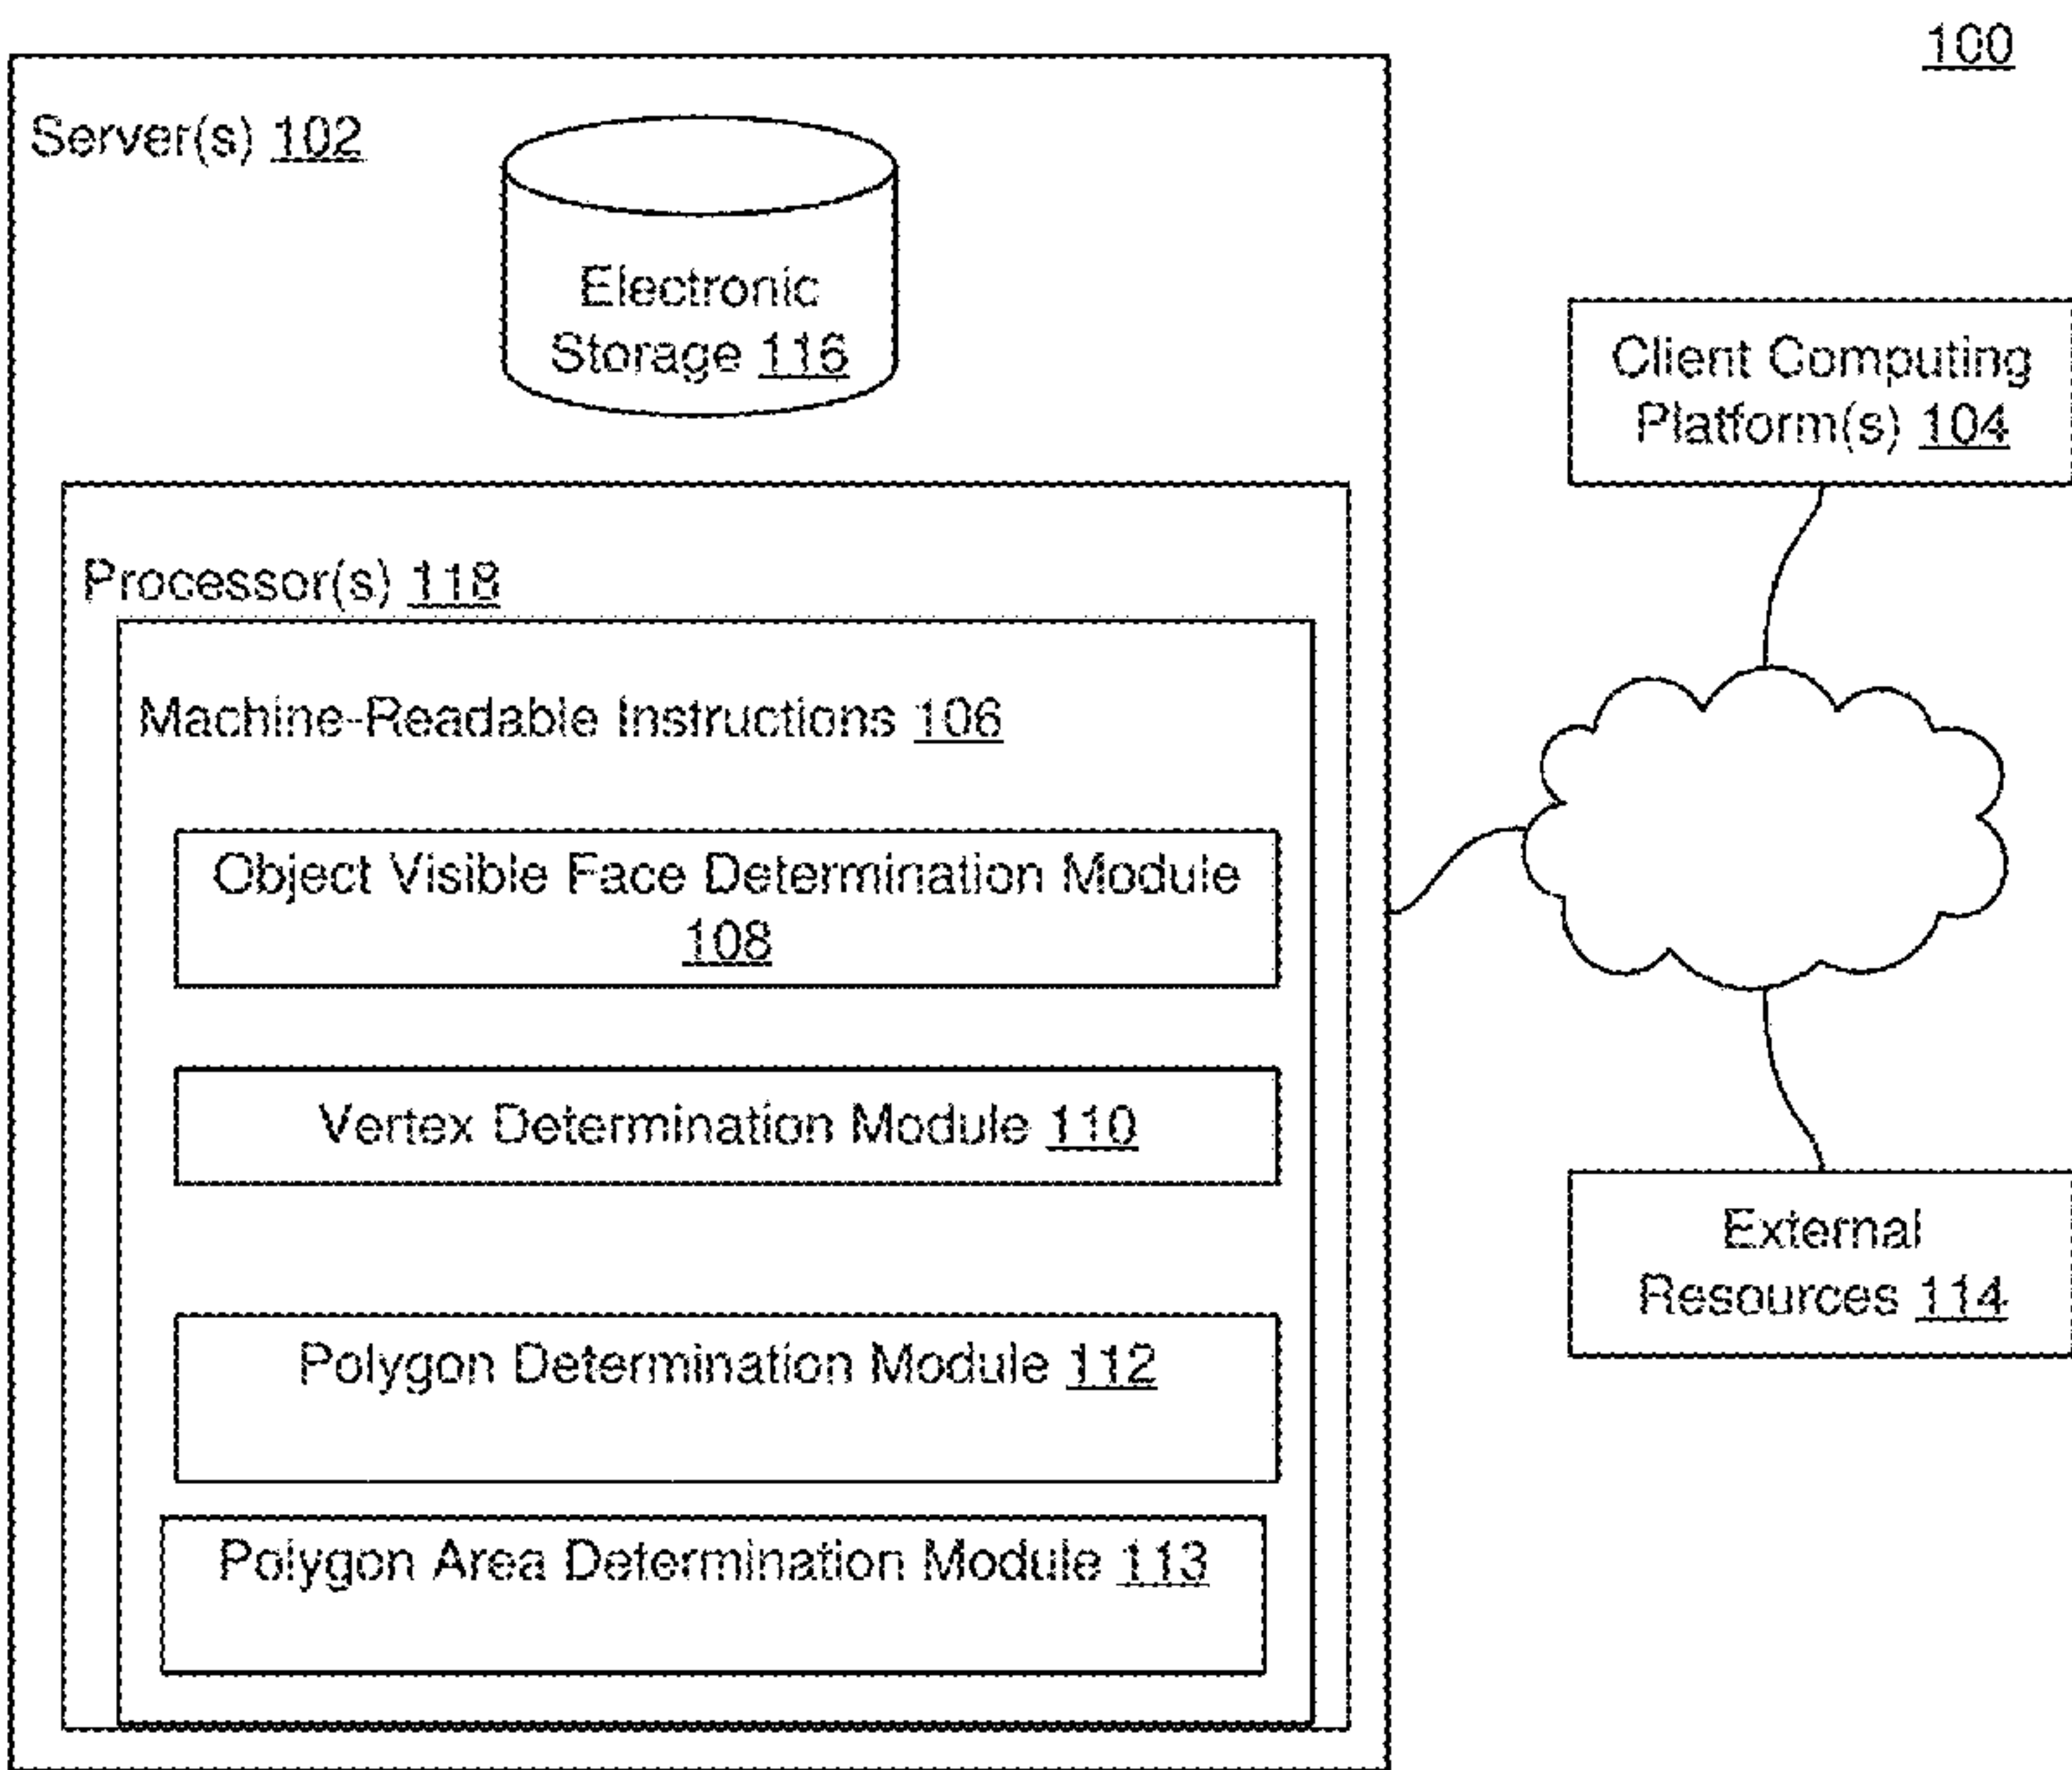 100
Server(s) 102
Electronic
Storage 116
Client Computing
Platform(s) 104
Processor(s) 118
Machine-Readable Instructions 106
Object Visible Face Determination Module
108
Vertex Determination Module 110
External
Resources 114
Polygon Determination Module 112
Polygon Area Determination Module 113